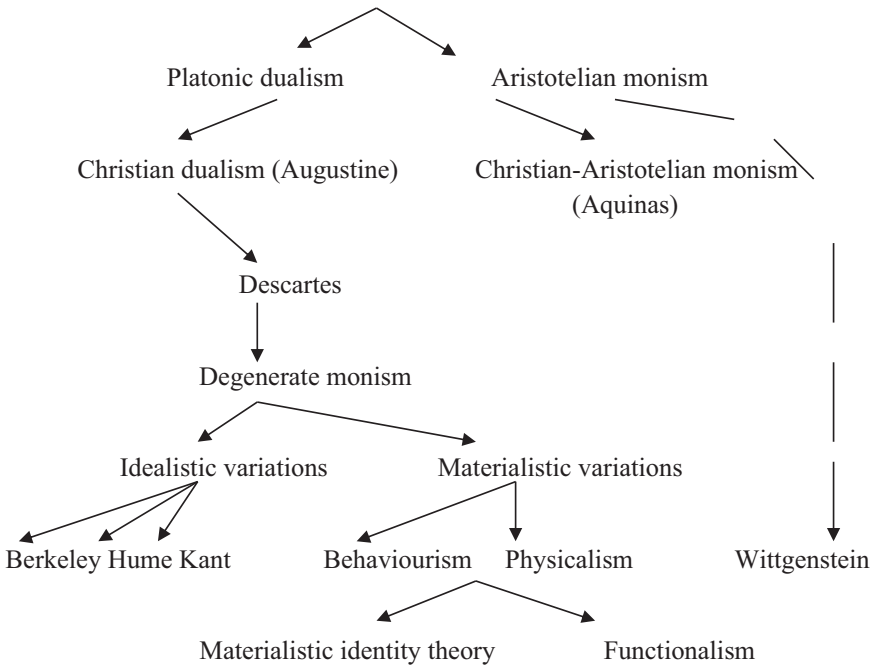 Platonic dualism Aristotelian monism
Christian dualism (Augustine) Christian-Aristotelian monism
(Aquinas)
Descartes
Degenerate monism
Idealistic variations Materialistic variations
Berkeley Hume Kant Behaviourism Physicalism Wittgenstein
Materialistic identity theory Functionalism